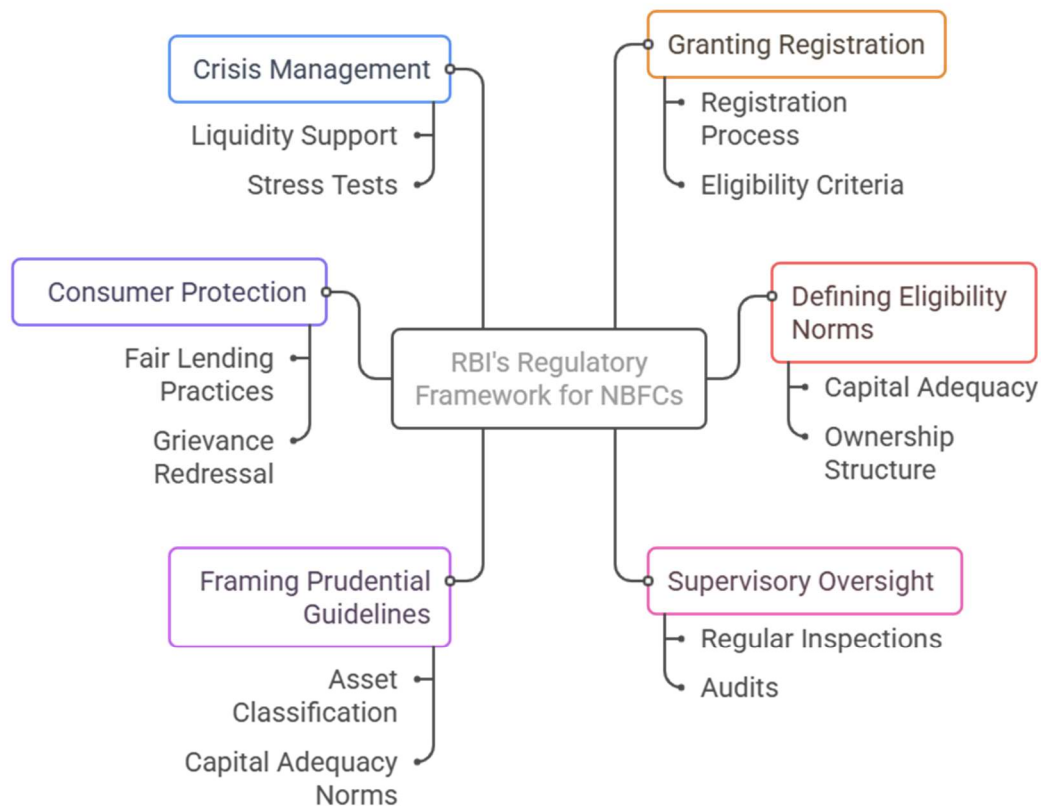 Crisis Management
Liquidity Support
Stress Tests
Granting Registration
Registration
Process
Eligibility Criteria
Consumer Protection
Fair Lending
Practices
Grievance
Redressal
RBI's Regulatory
Framework for NBFCs
Defining Eligibility
Norms
Capital Adequacy
Ownership
Structure
Framing Prudential
Guidelines
Asset
Classification
Capital Adequacy
Norms
Supervisory Oversight
Regular Inspections
Audits